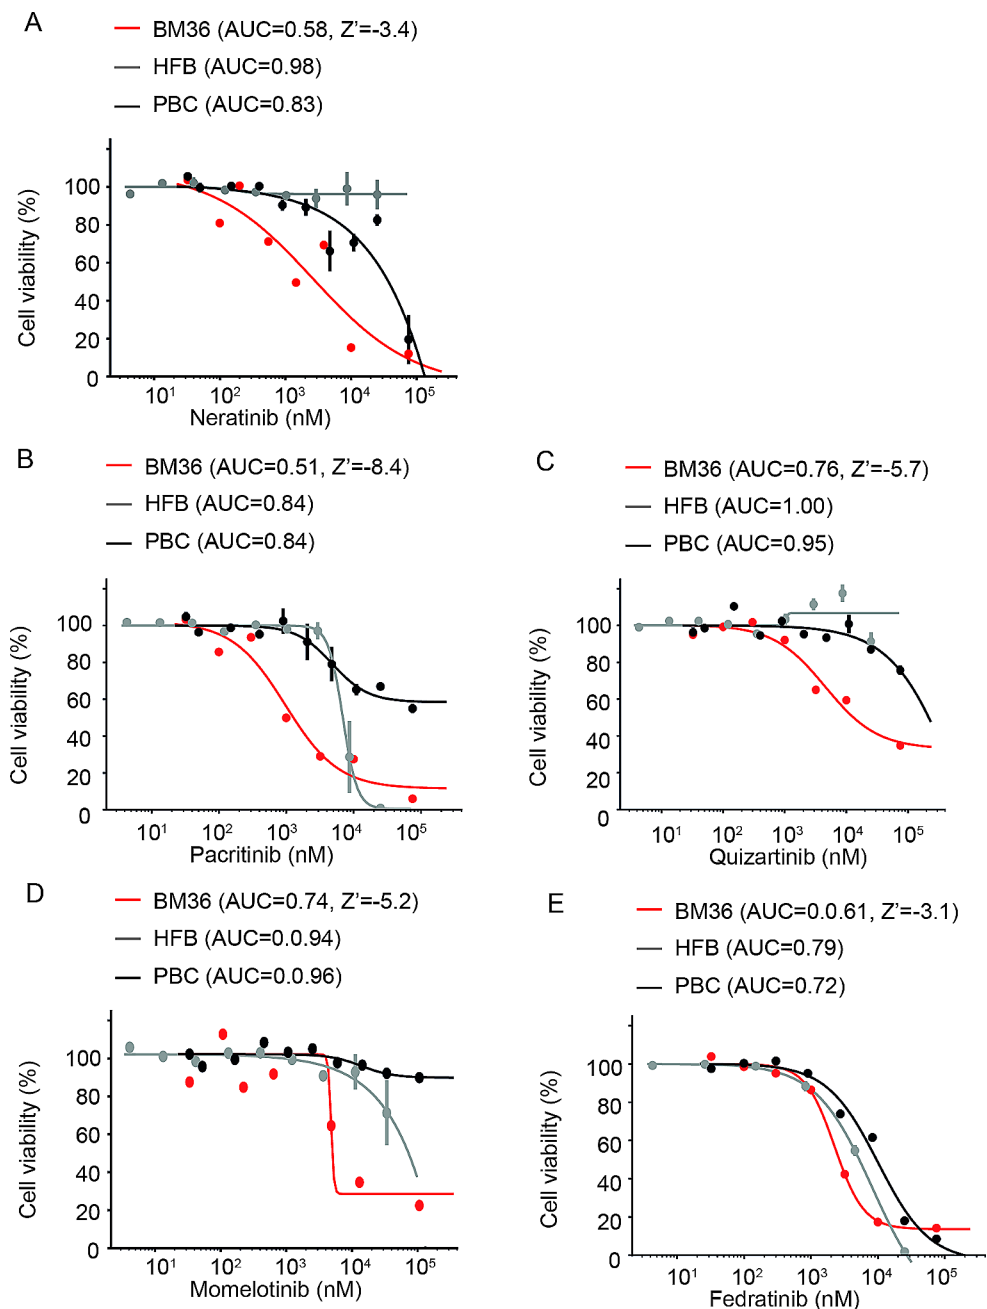 A
BM36 (AUC=0.58, Z'=-3.4)
HFB (AUC=0.98)
PBC (AUC=0.83)
Cell viability (%)
100
80
60
40
20
0
10¹ 10² 10³ 10⁴ 10⁵
Neratinib (nM)
B
BM36 (AUC=0.51, Z'=-8.4)
HFB (AUC=0.84)
PBC (AUC=0.84)
Cell viability (%)
100
80
60
40
20
0
10¹ 10² 10³ 10⁴ 10⁵
Pacritinib (nM)
C
BM36 (AUC=0.76, Z'=-5.7)
HFB (AUC=1.00)
PBC (AUC=0.95)
Cell viability (%)
100
80
60
40
20
0
10¹ 10² 10³ 10⁴ 10⁵
Quizartinib (nM)
D
BM36 (AUC=0.74, Z'=-5.2)
HFB (AUC=0.0.94)
PBC (AUC=0.0.96)
Cell viability (%)
100
80
60
40
20
0
10¹ 10² 10³ 10⁴ 10⁵
Momelotinib (nM)
E
BM36 (AUC=0.0.61, Z'=-3.1)
HFB (AUC=0.79)
PBC (AUC=0.72)
Cell viability (%)
100
80
60
40
20
0
10¹ 10² 10³ 10⁴ 10⁵
Fedratinib (nM)